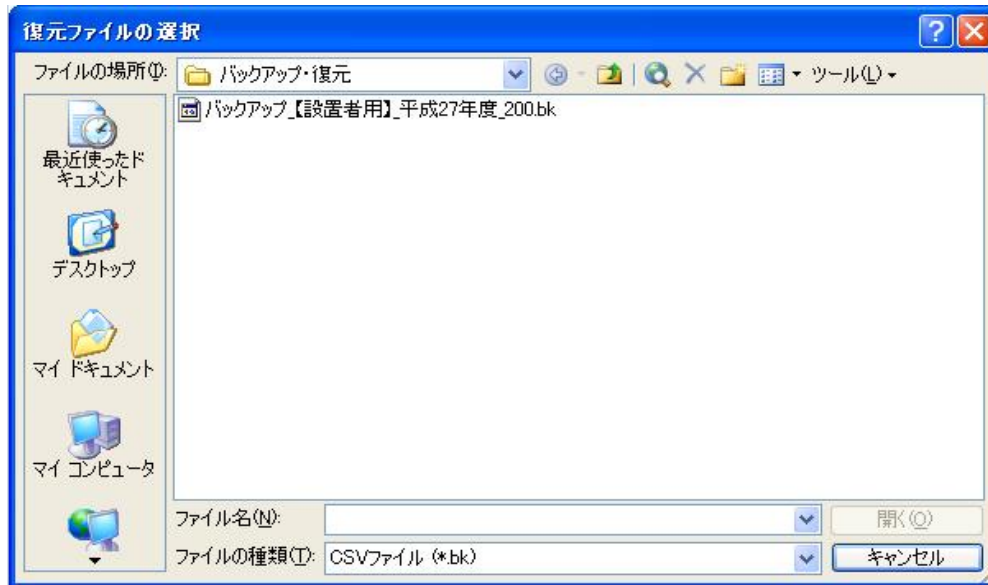 復元ファイルの選択
ファイルの場所(I):
バックアップ・復元
ツール(L)
バックアップ_【設置者用】_平成27年度_200.bk
最近使ったド
キュメント
デスクトップ
マイ ドキュメント
マイ コンピュータ
ファイル名(N):
開く(O)
ファイルの種類(T):
CSVファイル (*.bk)
キャンセル